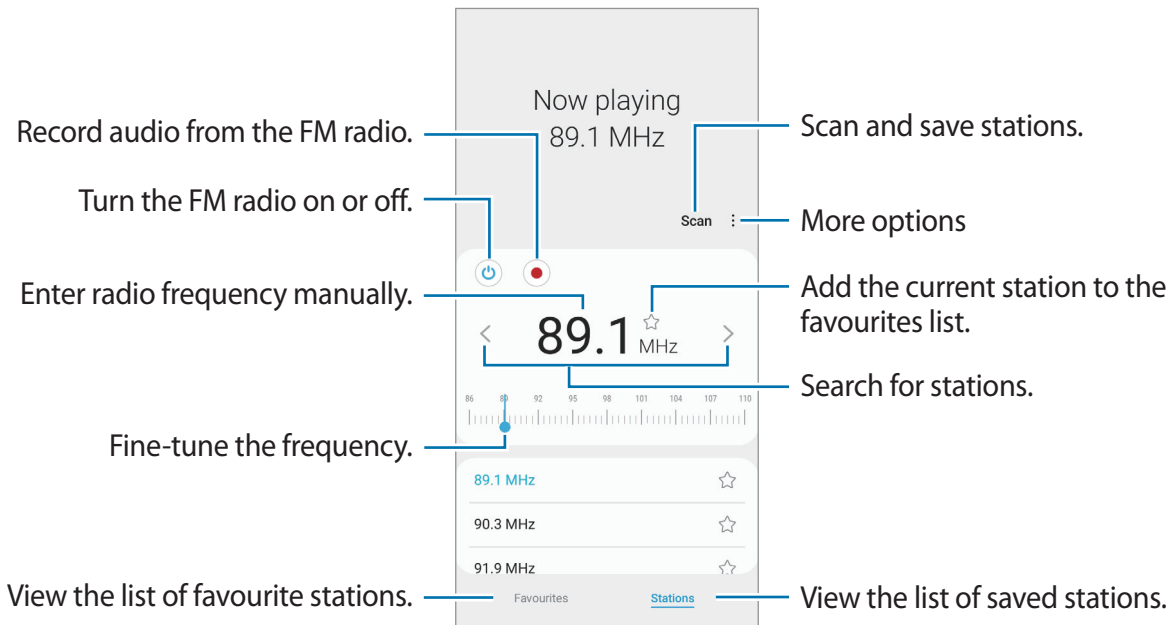 Now playing
89.1 MHz
Record audio from the FM radio.
Scan and save stations.
Turn the FM radio on or off.
Scan
More options
Enter radio frequency manually.
Add the current station to the
favourites list.
89.1 MHz
Search for stations.
86 89 92 95 98 101 104 107 110
Fine-tune the frequency.
89.1 MHz
90.3 MHz
91.9 MHz
View the list of favourite stations.
Favourites
Stations
View the list of saved stations.